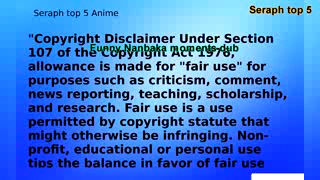 Seraph top 5 Anime
Seraph top 5
"Copyright Disclaimer Under Section
107 of the Copyright Act 1976,
Funny Nanbaka moments dub
allowance is made for "fair use" for
purposes such as criticism, comment,
news reporting, teaching, scholarship,
and research. Fair use is a use
permitted by copyright statute that
might otherwise be infringing. Non-
profit, educational or personal use
tips the balance in favor of fair use